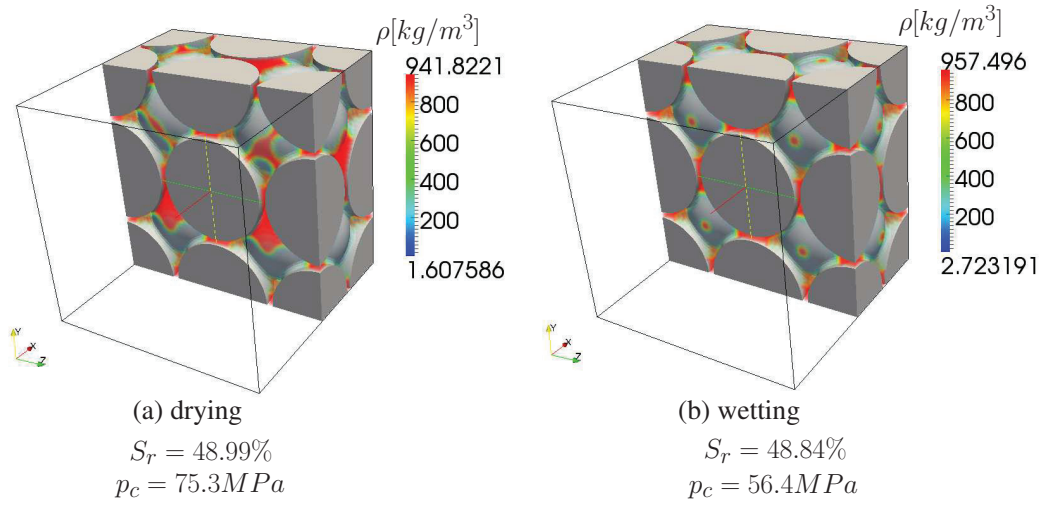 ρ[kg/m³]
941.8221
800
600
400
200
1.607586
Y
X
Z
(a) drying
S_r = 48.99%
p_c = 75.3MPa
ρ[kg/m³]
957.496
800
600
400
200
2.723191
Y
X
Z
(b) wetting
S_r = 48.84%
p_c = 56.4MPa